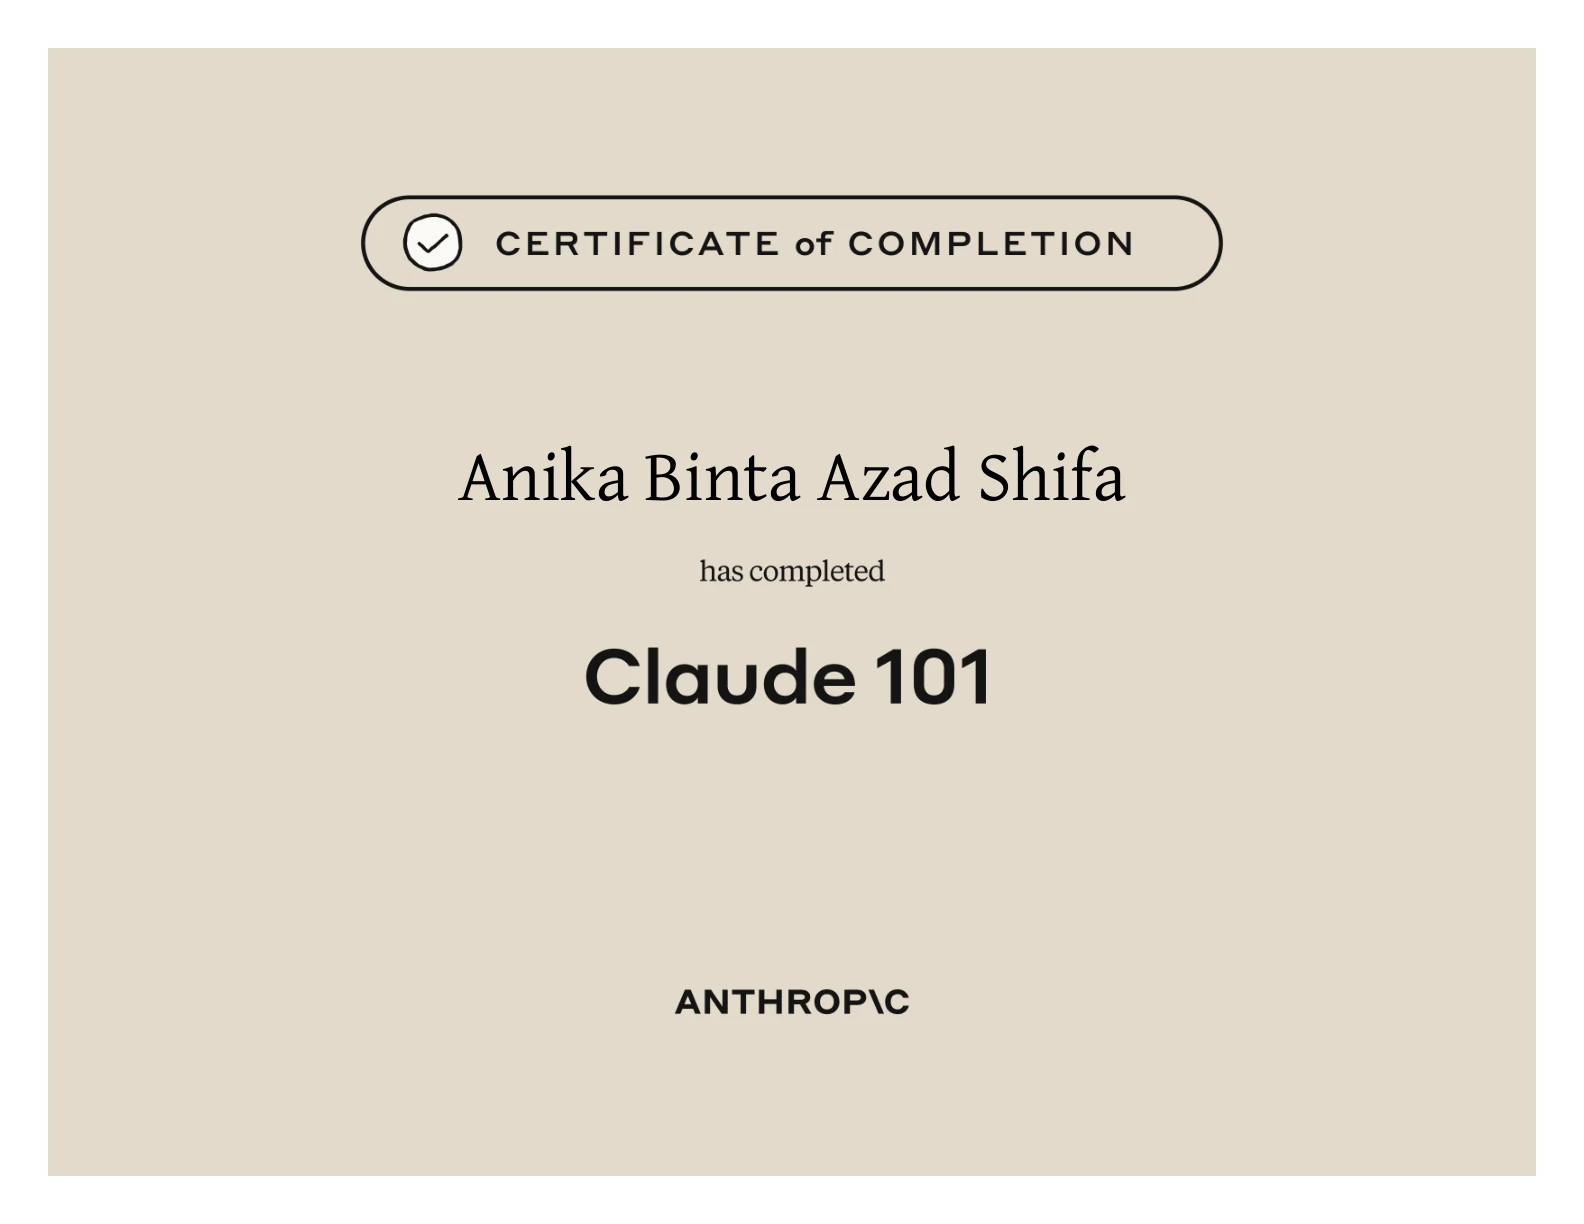 CERTIFICATE of COMPLETION
Anika Binta Azad Shifa
has completed
Claude 101
ANTHROP\C